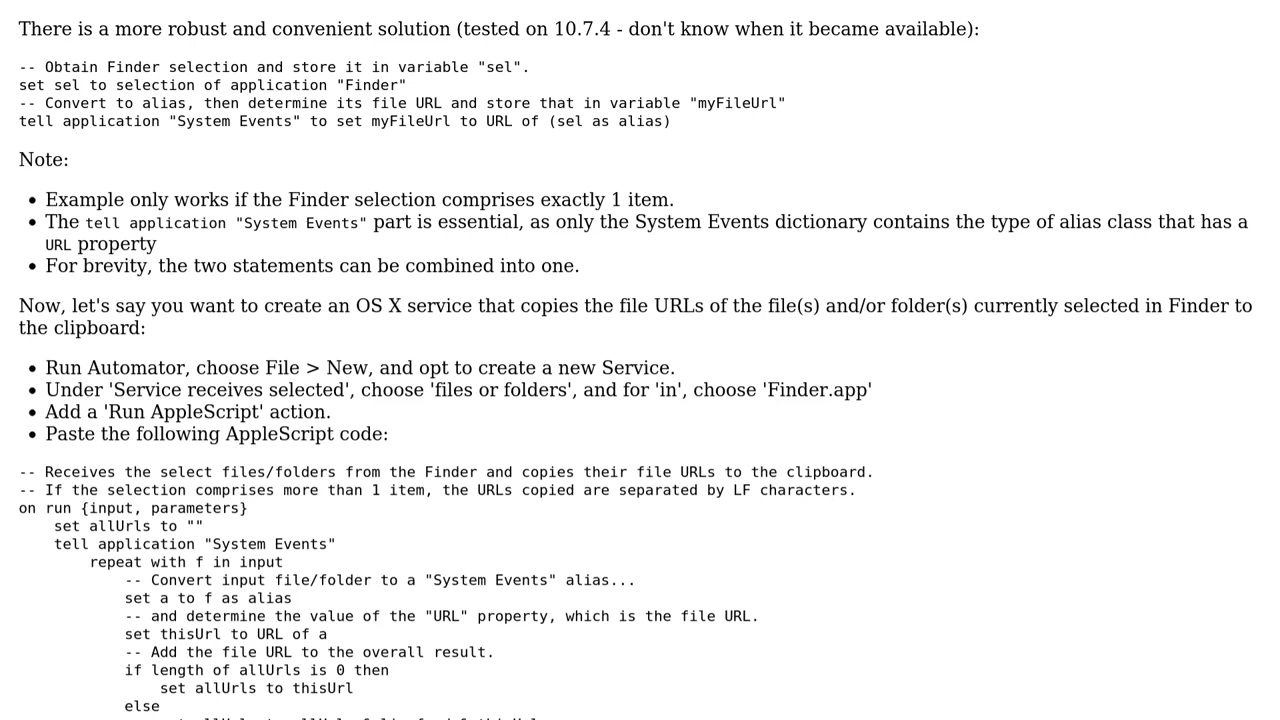 There is a more robust and convenient solution (tested on 10.7.4 - don't know when it became available):
-- Obtain Finder selection and store it in variable "sel".
set sel to selection of application "Finder"
-- Convert to alias, then determine its file URL and store that in variable "myFileUrl"
tell application "System Events" to set myFileUrl to URL of (sel as alias)
Note:
• Example only works if the Finder selection comprises exactly 1 item.
• The tell application "System Events" part is essential, as only the System Events dictionary contains the type of alias class that has a
URL property
• For brevity, the two statements can be combined into one.
Now, let's say you want to create an OS X service that copies the file URLs of the file(s) and/or folder(s) currently selected in Finder to
the clipboard:
• Run Automator, choose File > New, and opt to create a new Service.
• Under 'Service receives selected', choose 'files or folders', and for 'in', choose 'Finder.app'
• Add a 'Run AppleScript' action.
• Paste the following AppleScript code:
-- Receives the select files/folders from the Finder and copies their file URLs to the clipboard.
-- If the selection comprises more than 1 item, the URLs copied are separated by LF characters.
on run {input, parameters}
    set allUrls to ""
    tell application "System Events"
        repeat with f in input
            -- Convert input file/folder to a "System Events" alias...
            set a to f as alias
            -- and determine the value of the "URL" property, which is the file URL.
            set thisUrl to URL of a
            -- Add the file URL to the overall result.
            if length of allUrls is 0 then
                set allUrls to thisUrl
            else